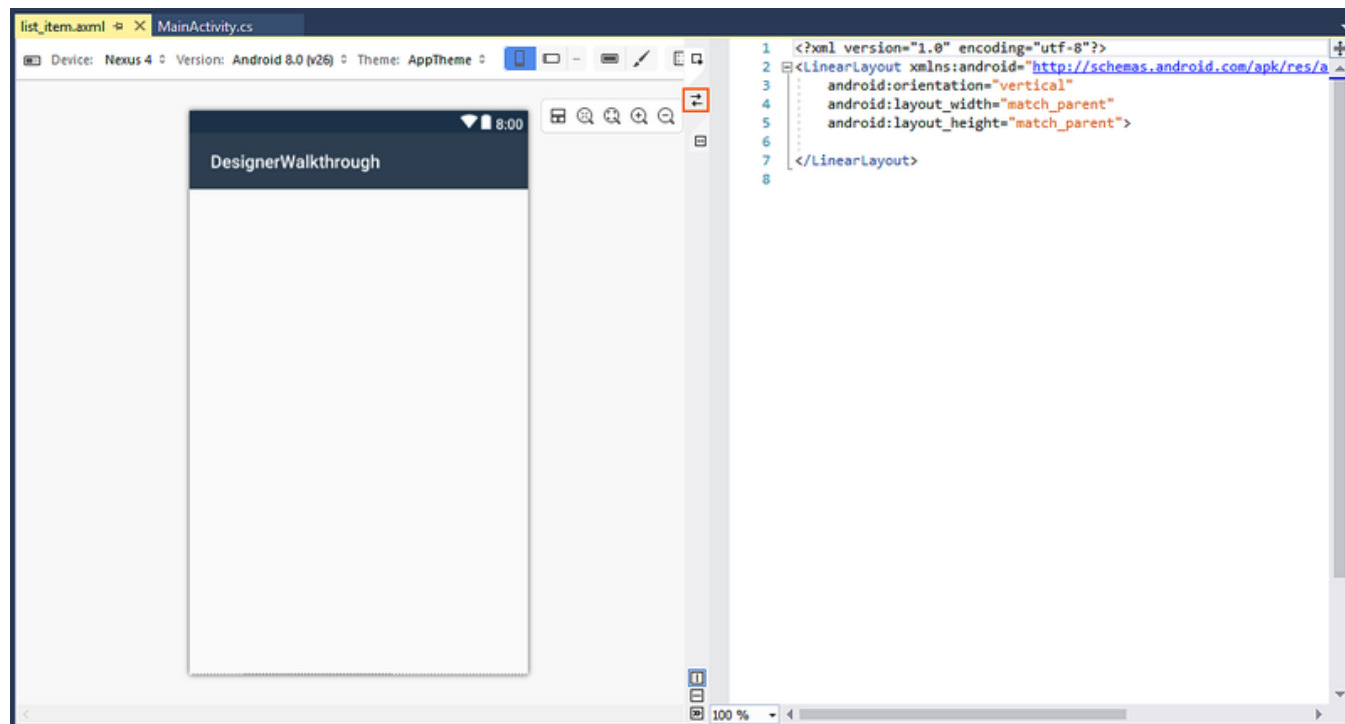 list_item.axml
MainActivity.cs
Device: Nexus 4 Version: Android 8.0 (v26) Theme: AppTheme
8:00
DesignerWalkthrough
1 <?xml version="1.0" encoding="utf-8"?>
2 <LinearLayout xmlns:android="http://schemas.android.com/apk/res/a
3 android:orientation="vertical"
4 android:layout_width="match_parent"
5 android:layout_height="match_parent">
6
7 </LinearLayout>
8
100 %